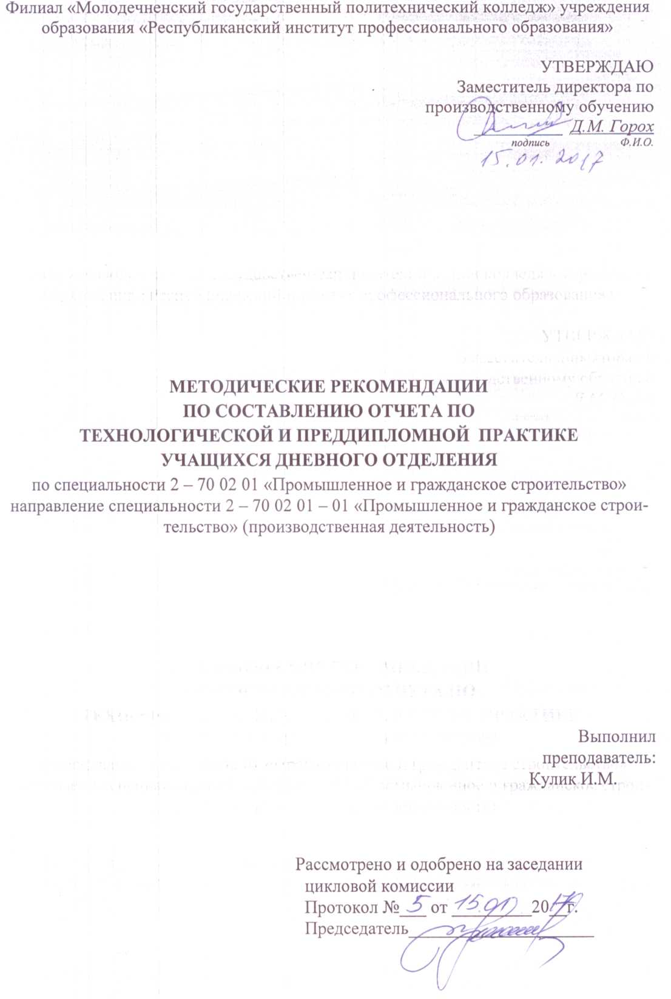 Филиал «Молодечненский государственный политехнический колледж» учреждения
образования «Республиканский институт профессионального образования»
УТВЕРЖДАЮ
Заместитель директора по
производственному обучению
Д.М. Горох
подпись Ф.И.О.
15.01.2017
МЕТОДИЧЕСКИЕ РЕКОМЕНДАЦИИ
ПО СОСТАВЛЕНИЮ ОТЧЕТА ПО
ТЕХНОЛОГИЧЕСКОЙ И ПРЕДДИПЛОМНОЙ ПРАКТИКЕ
УЧАЩИХСЯ ДНЕВНОГО ОТДЕЛЕНИЯ
по специальности 2 – 70 02 01 «Промышленное и гражданское строительство»
направление специальности 2 – 70 02 01 – 01 «Промышленное и гражданское строи-
тельство» (производственная деятельность)
Выполнил
преподаватель:
Кулик И.М.
Рассмотрено и одобрено на заседании
цикловой комиссии
Протокол № 5 от 15.01 2017г.
Председатель